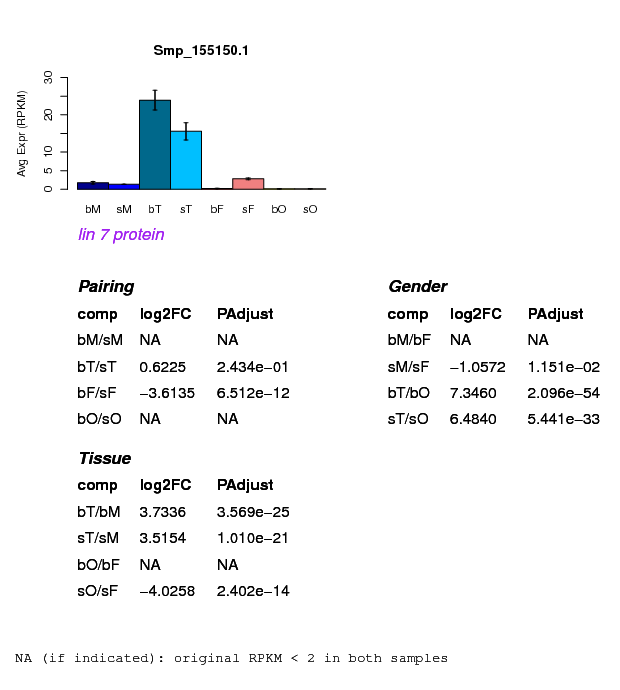 Smp_155150.1
Avg Expr (RPKM)
30
20
10
5
0
bM sM bT sT bF sF bO sO
lin 7 protein
Pairing
comp log2FC PAdjust
bM/sM NA NA
bT/sT 0.6225 2.434e−01
bF/sF −3.6135 6.512e−12
bO/sO NA NA
Gender
comp log2FC PAdjust
bM/bF NA NA
sM/sF −1.0572 1.151e−02
bT/bO 7.3460 2.096e−54
sT/sO 6.4840 5.441e−33
Tissue
comp log2FC PAdjust
bT/bM 3.7336 3.569e−25
sT/sM 3.5154 1.010e−21
bO/bF NA NA
sO/sF −4.0258 2.402e−14
NA (if indicated): original RPKM < 2 in both samples